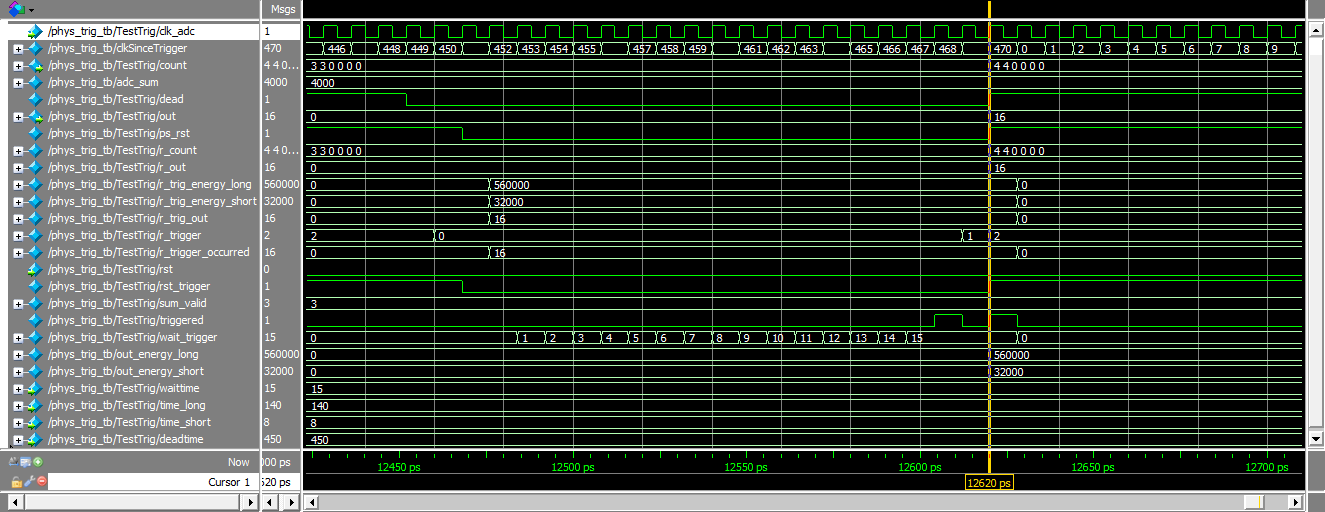 Msgs
/phys_trig_tb/TestTrig/clk_adc 1
/phys_trig_tb/clkSinceTrigger 470 446 448 449 450 452 453 454 455 457 458 459 461 462 463 465 466 467 468 470 0 1 2 3 4 5 6 7 8 9
/phys_trig_tb/TestTrig/count 4 4 0... 3 3 0 0 0 0 4 4 0 0 0 0
/phys_trig_tb/adc_sum 4000 4000
/phys_trig_tb/TestTrig/dead 1
/phys_trig_tb/TestTrig/out 16 0 16
/phys_trig_tb/TestTrig/ps_rst 1
/phys_trig_tb/TestTrig/r_count 4 4 0... 3 3 0 0 0 0 4 4 0 0 0 0
/phys_trig_tb/TestTrig/r_out 16 0 16
/phys_trig_tb/TestTrig/r_trig_energy_long 560000 0 560000 0
/phys_trig_tb/TestTrig/r_trig_energy_short 32000 0 32000 0
/phys_trig_tb/TestTrig/r_trig_out 16 0 16 0
/phys_trig_tb/TestTrig/r_trigger 2 2 0 1 2
/phys_trig_tb/TestTrig/r_trigger_occurred 16 0 16 0
/phys_trig_tb/TestTrig/rst 0
/phys_trig_tb/TestTrig/rst_trigger 1
/phys_trig_tb/TestTrig/sum_valid 3 3
/phys_trig_tb/TestTrig/triggered 1
/phys_trig_tb/TestTrig/wait_trigger 15 0 1 2 3 4 5 6 7 8 9 10 11 12 13 14 15 0
/phys_trig_tb/out_energy_long 560000 0 560000
/phys_trig_tb/out_energy_short 32000 0 32000
/phys_trig_tb/TestTrig/waittime 15 15
/phys_trig_tb/TestTrig/time_long 140 140
/phys_trig_tb/TestTrig/time_short 8 8
/phys_trig_tb/TestTrig/deadtime 450 450
Now 000 ps 12450 ps 12500 ps 12550 ps 12600 ps 12650 ps 12700 ps
Cursor 1 620 ps 12620 ps